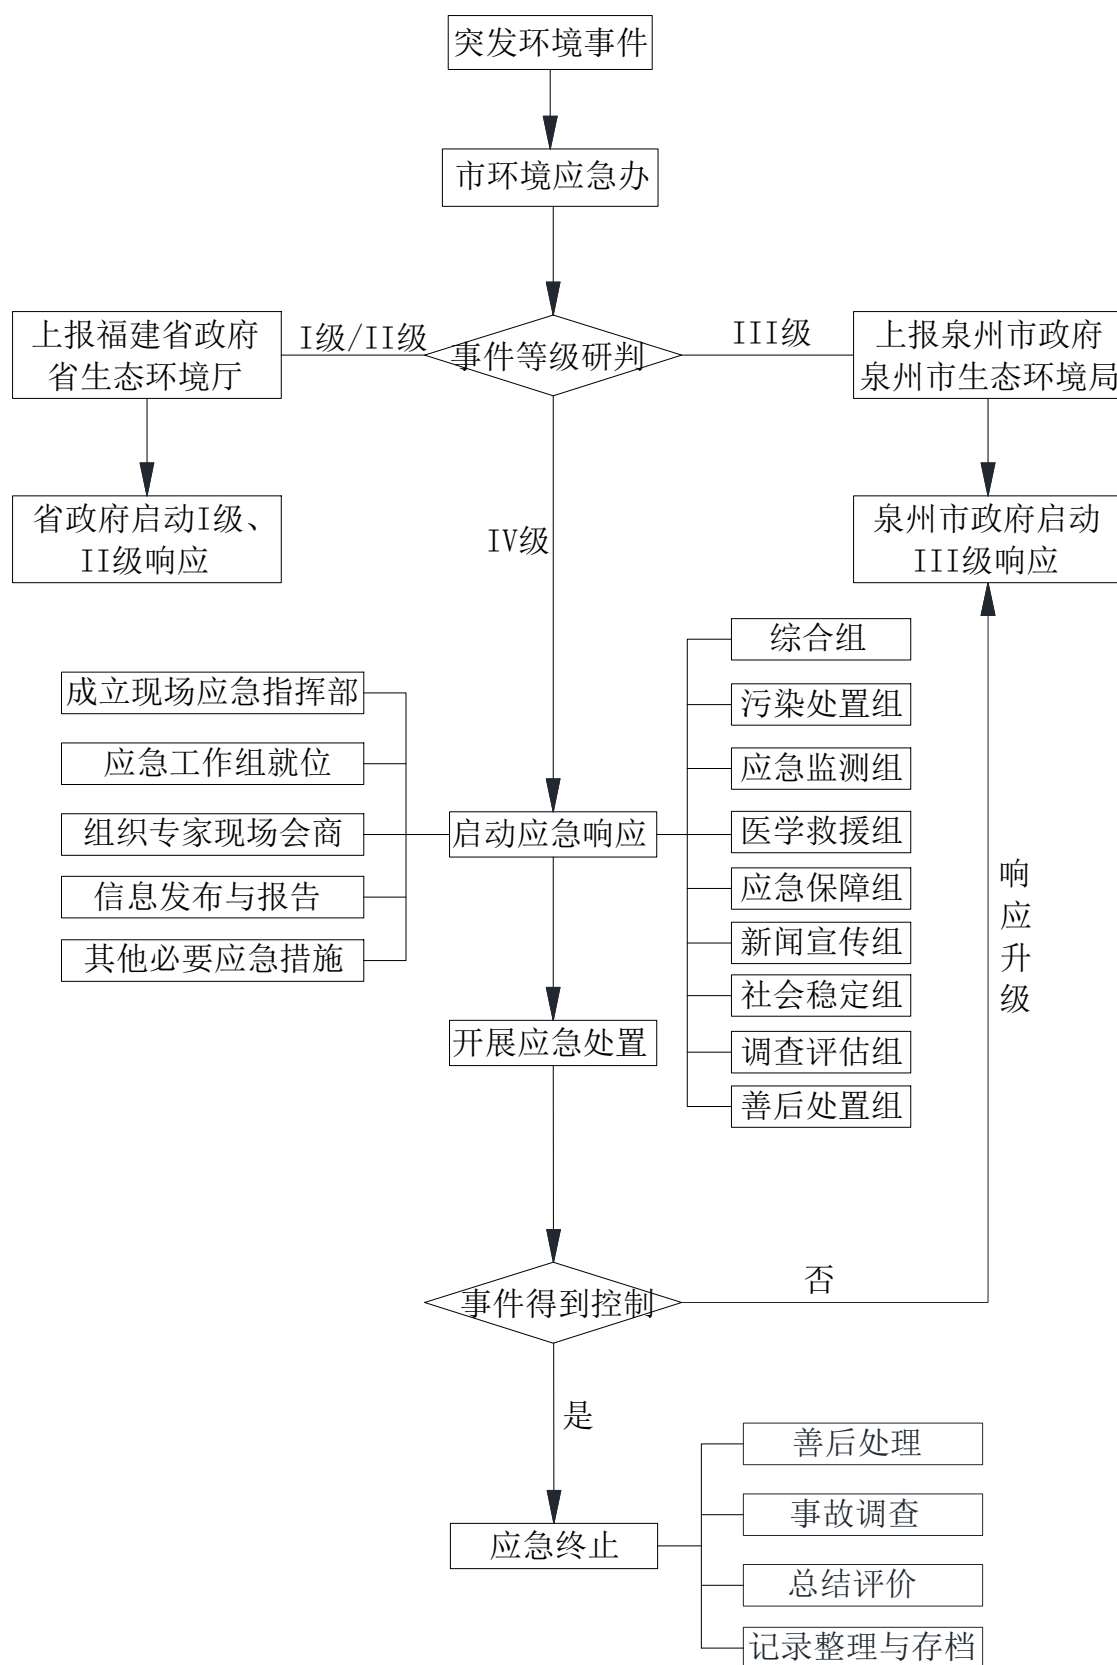 突发环境事件
市环境应急办
上报福建省政府
省生态环境厅
I级/II级
事件等级研判
III级
上报泉州市政府
泉州市生态环境局
省政府启动I级、
II级响应
IV级
泉州市政府启动
III级响应
成立现场应急指挥部
应急工作组就位
组织专家现场会商
信息发布与报告
其他必要应急措施
启动应急响应
综合组
污染处置组
应急监测组
医学救援组
应急保障组
新闻宣传组
社会稳定组
调查评估组
善后处置组
响
应
升
级
开展应急处置
事件得到控制
否
是
应急终止
善后处理
事故调查
总结评价
记录整理与存档